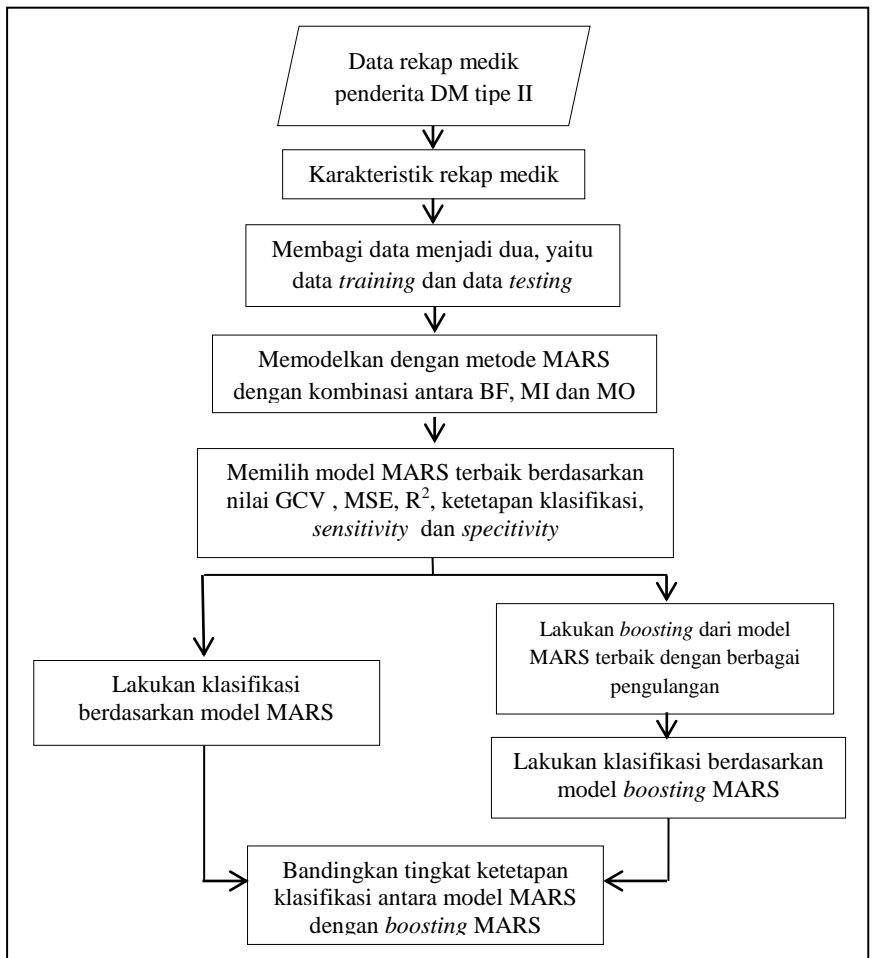 Data rekap medik
penderita DM tipe II
Karakteristik rekap medik
Membagi data menjadi dua, yaitu
data training dan data testing
Memodelkan dengan metode MARS
dengan kombinasi antara BF, MI dan MO
Memilih model MARS terbaik berdasarkan
nilai GCV , MSE, R², ketetapan klasifikasi,
sensitivity dan specitivity
Lakukan klasifikasi
berdasarkan model MARS
Lakukan boosting dari model
MARS terbaik dengan berbagai
pengulangan
Lakukan klasifikasi berdasarkan
model boosting MARS
Bandingkan tingkat ketetapan
klasifikasi antara model MARS
dengan boosting MARS